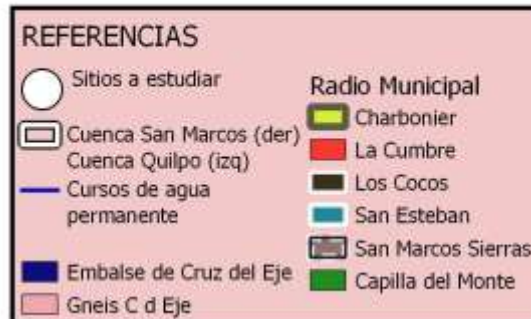 REFERENCIAS
Sitios a estudiar
Cuenca San Marcos (der)
Cuenca Quilpo (izq)
Cursos de agua
permanente
Embalse de Cruz del Eje
Gneis C d Eje
Radio Municipal
Charbonier
La Cumbre
Los Cocos
San Esteban
San Marcos Sierras
Capilla del Monte